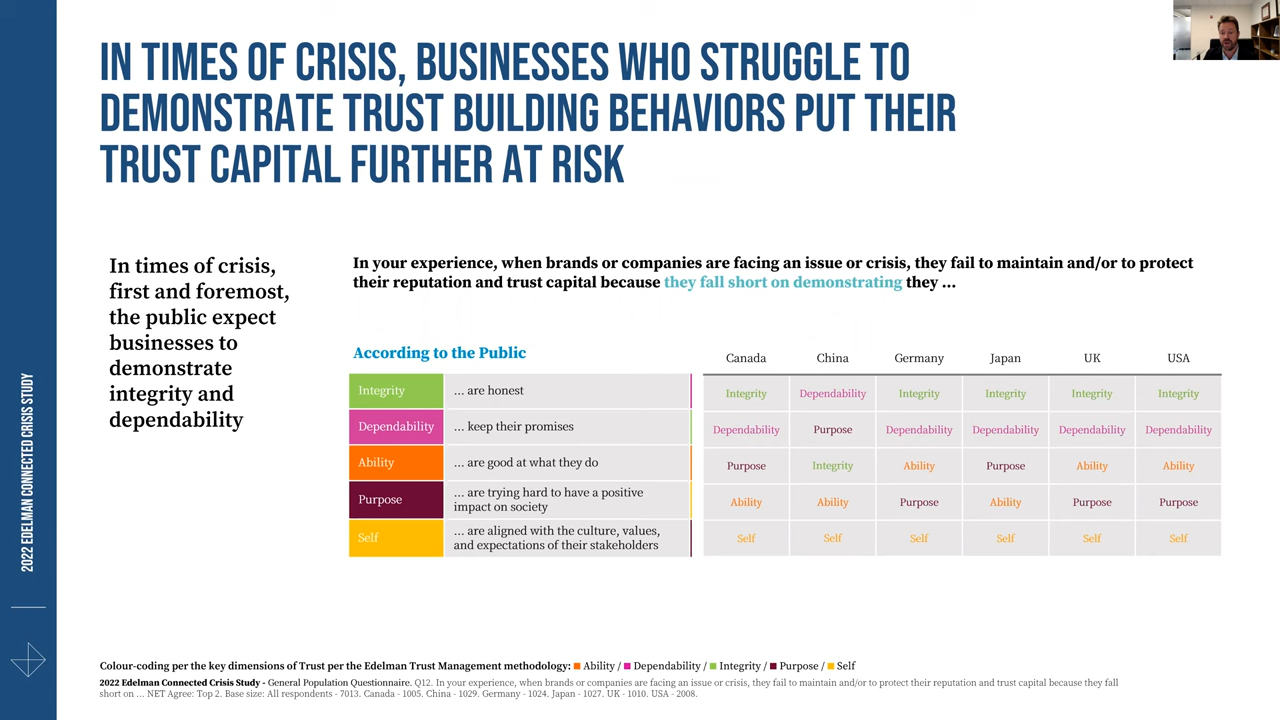 IN TIMES OF CRISIS, BUSINESSES WHO STRUGGLE TO
DEMONSTRATE TRUST BUILDING BEHAVIORS PUT THEIR
TRUST CAPITAL FURTHER AT RISK
In times of crisis,
first and foremost,
the public expect
businesses to
demonstrate
integrity and
dependability
In your experience, when brands or companies are facing an issue or crisis, they fail to maintain and/or to protect
their reputation and trust capital because they fall short on demonstrating they ...
According to the Public
Canada China Germany Japan UK USA
Integrity ... are honest Integrity Dependability Integrity Integrity Integrity Integrity
Dependability ... keep their promises Dependability Purpose Dependability Dependability Dependability Dependability
Ability ... are good at what they do Purpose Integrity Ability Purpose Ability Ability
Purpose ... are trying hard to have a positive
impact on society Ability Ability Purpose Ability Purpose Purpose
Self ... are aligned with the culture, values,
and expectations of their stakeholders Self Self Self Self Self Self
2022 EDELMAN CONNECTED CRISIS STUDY
Colour-coding per the key dimensions of Trust per the Edelman Trust Management methodology: Ability / Dependability / Integrity / Purpose / Self
2022 Edelman Connected Crisis Study - General Population Questionnaire. Q12. In your experience, when brands or companies are facing an issue or crisis, they fail to maintain and/or to protect their reputation and trust capital because they fall
short on ... NET Agree: Top 2. Base size: All respondents - 7013. Canada - 1005. China - 1029. Germany - 1024. Japan - 1027. UK - 1010. USA - 2008.